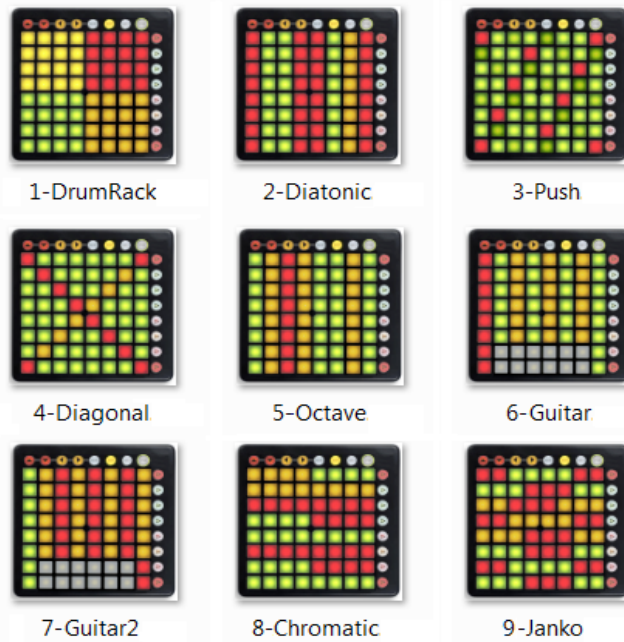 1-DrumRack
2-Diatonic
3-Push
4-Diagonal
5-Octave
6-Guitar
7-Guitar2
8-Chromatic
9-Janko